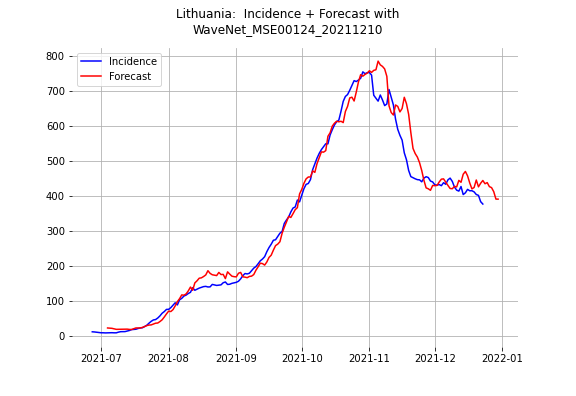 Lithuania:  Incidence + Forecast with
WaveNet_MSE00124_20211210
Incidence
Forecast
800
700
600
500
400
300
200
100
0
2021-07 2021-08 2021-09 2021-10 2021-11 2021-12 2022-01